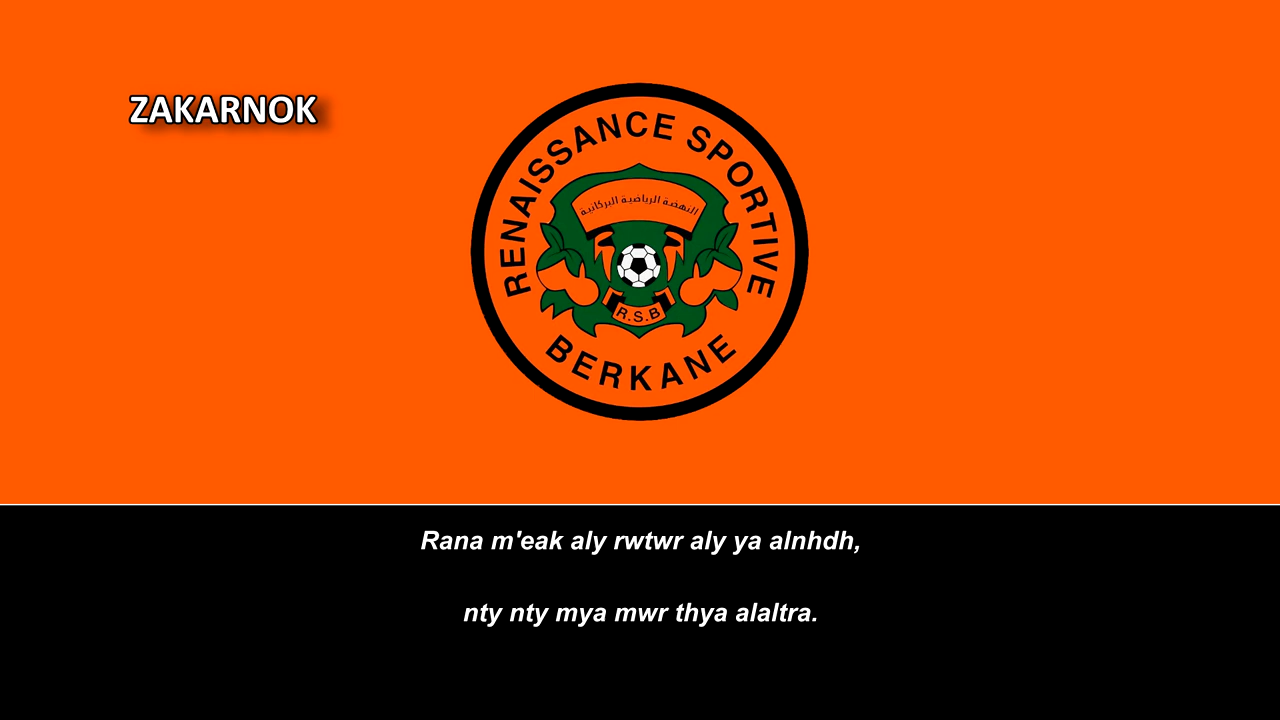 ZAKARNOK
RENAISSANCE SPORTIVE
النهضة الرياضية البركانية
R.S.B
BERKANE
Rana m'eak aly rwtwr aly ya alnhdh,
nty nty mya mwr thya alaltra.